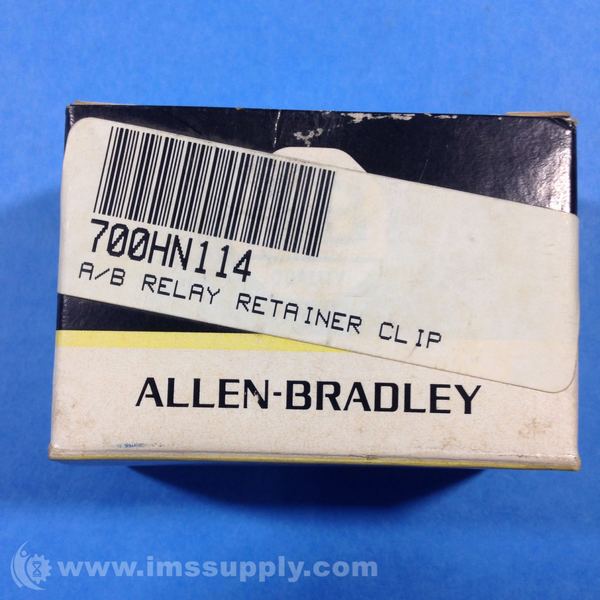 700HN114
A/B RELAY RETAINER CLIP
ALLEN-BRADLEY
www.imssupply.com